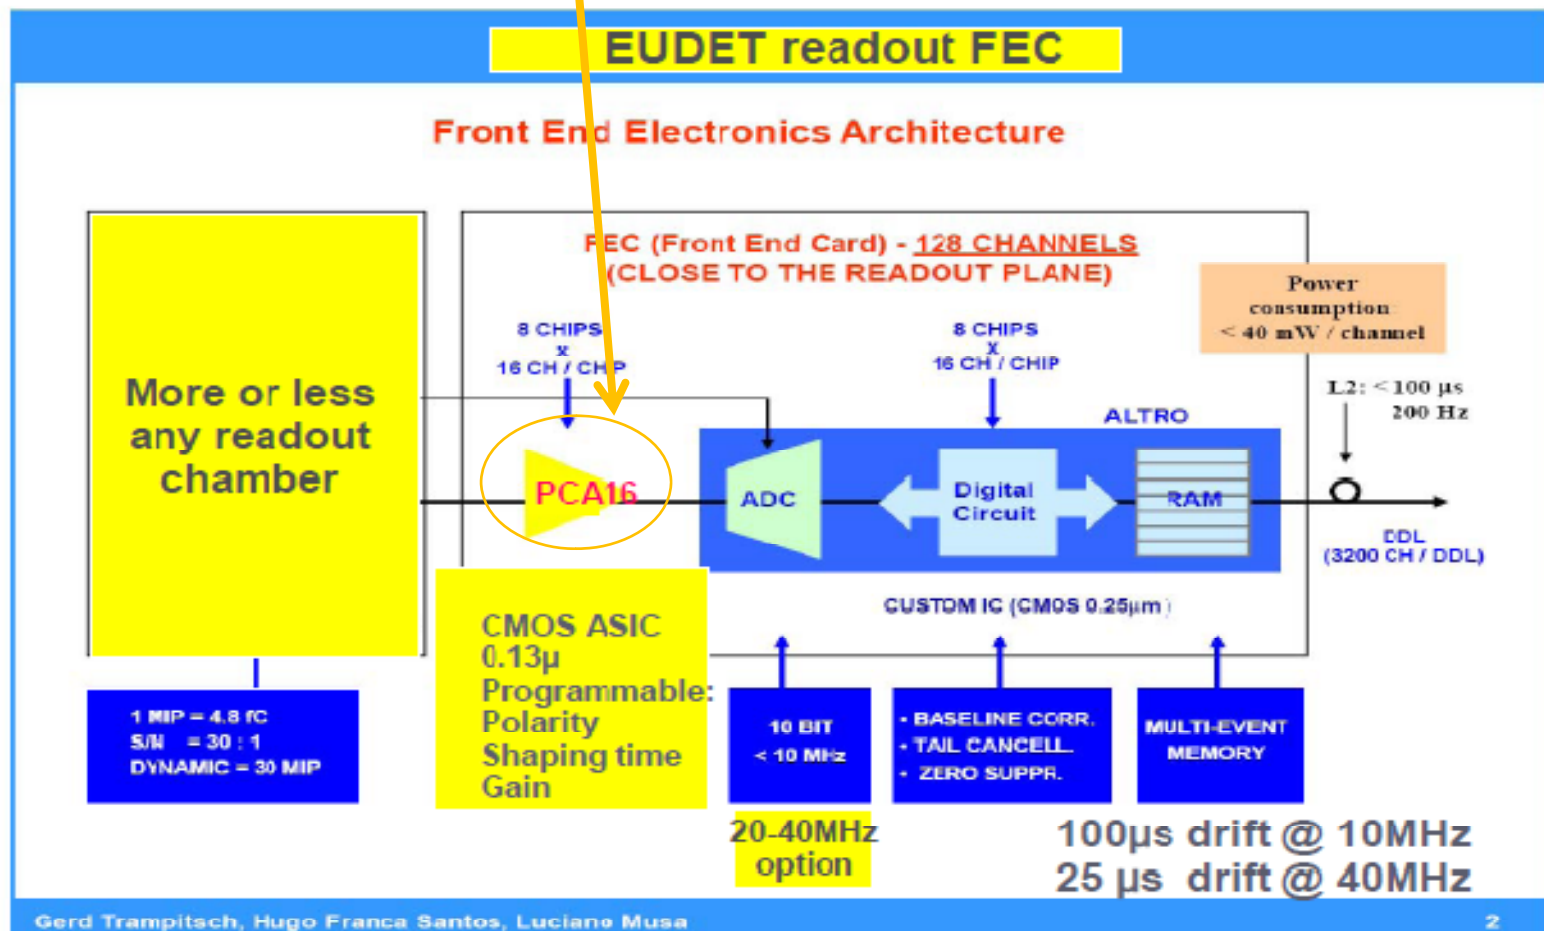 EUDET readout FEC
Front End Electronics Architecture
FEC (Front End Card) - 128 CHANNELS
(CLOSE TO THE READOUT PLANE)
Power
consumption
< 40 mW / channel
8 CHIPS
x
16 CH / CHIP
8 CHIPS
X
16 CH / CHIP
More or less
any readout
chamber
L2: < 100 µs
200 Hz
ALTRO
PCA16
ADC
Digital
Circuit
RAM
DDL
(3200 CH / DDL)
CUSTOM IC (CMOS 0.25µm )
CMOS ASIC
0.13µ
Programmable:
Polarity
Shaping time
Gain
1 MIP = 4.8 fC
S/N = 30 : 1
DYNAMIC = 30 MIP
10 BIT
< 10 MHz
• BASELINE CORR.
• TAIL CANCELL.
• ZERO SUPPR.
MULTI-EVENT
MEMORY
20-40MHz
option
100µs drift @ 10MHz
25 µs drift @ 40MHz
Gerd Trampitsch, Hugo Franca Santos, Luciano Musa
2